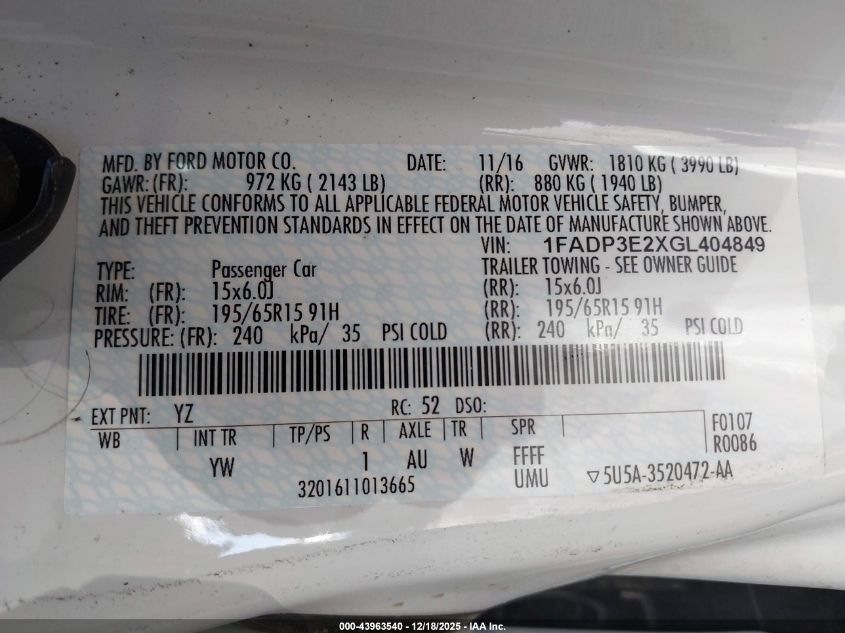 MFD. BY FORD MOTOR CO. DATE: 11/16 GVWR: 1810 KG ( 3990 LB)
GAWR: (FR): 972 KG ( 2143 LB) (RR): 880 KG ( 1940 LB)
THIS VEHICLE CONFORMS TO ALL APPLICABLE FEDERAL MOTOR VEHICLE SAFETY, BUMPER,
AND THEFT PREVENTION STANDARDS IN EFFECT ON THE DATE OF MANUFACTURE SHOWN ABOVE.
VIN: 1FADP3E2XGL404849
TYPE: Passenger Car TRAILER TOWING - SEE OWNER GUIDE
RIM: (FR): 15x6.0J (RR): 15x6.0J
TIRE: (FR): 195/65R15 91H (RR): 195/65R15 91H
PRESSURE: (FR): 240 kPa/ 35 PSI COLD (RR): 240 kPa/ 35 PSI COLD
EXT PNT: YZ RC: 52 DSO:
WB INT TR TP/PS R AXLE TR SPR F0107
R0086
YW 1 AU W FFFF
UMU
3201611013665 ▽5U5A-3520472-AA
000-43963540 - 12/18/2025 - IAA Inc.